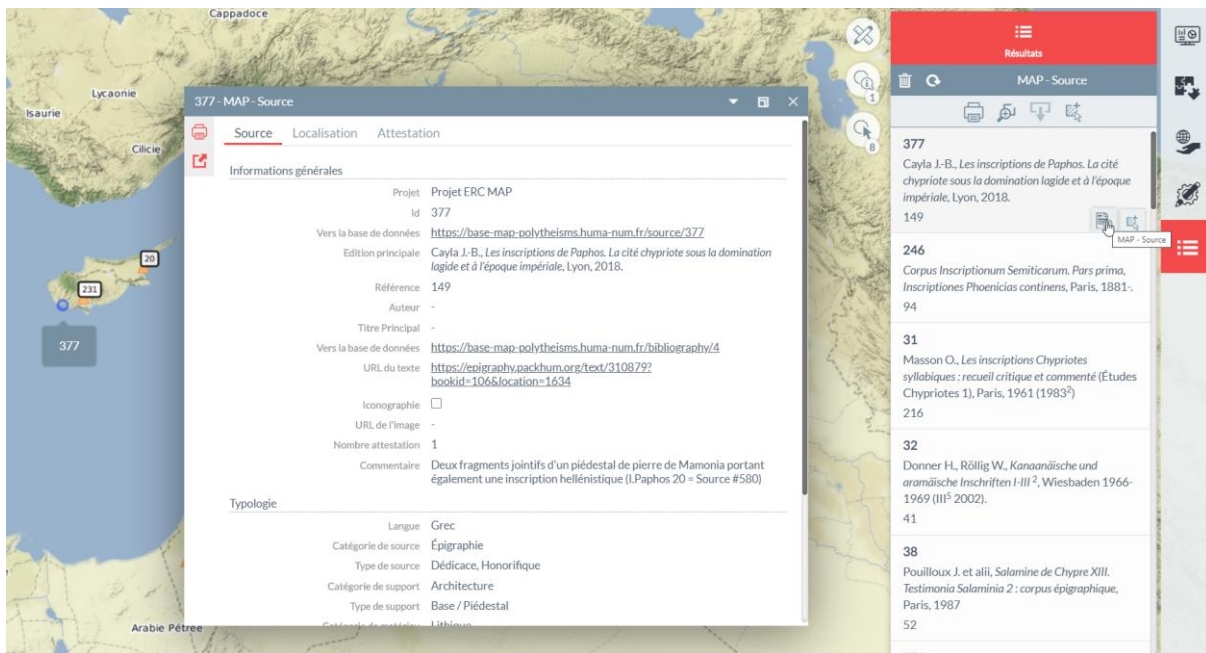 Cappadoce
Lycaonie
Isaurie
Cilicie
20
231
377
Arabie Pétrée
377 - MAP - Source
Source Localisation Attestation
Informations générales
Projet Projet ERC MAP
Id 377
Vers la base de données https://base-map-polytheisms.huma-num.fr/source/377
Edition principale Cayla J.-B., Les inscriptions de Paphos. La cité chypriote sous la domination
lagide et à l'époque impériale, Lyon, 2018.
Référence 149
Auteur -
Titre Principal -
Vers la base de données https://base-map-polytheisms.huma-num.fr/bibliography/4
URL du texte https://epigraphy.packhum.org/text/310879?
bookid=106&location=1634
Iconographie
URL de l'image -
Nombre attestation 1
Commentaire Deux fragments jointifs d'un piédestal de pierre de Mamonia portant
également une inscription hellénistique (I.Paphos 20 = Source #580)
Typologie
Langue Grec
Catégorie de source Épigraphie
Type de source Dédicace, Honorifique
Catégorie de support Architecture
Type de support Base / Piédestal
Catégorie de matériau Lithique
1
8
Résultats
MAP - Source
377
Cayla J.-B., Les inscriptions de Paphos. La cité
chypriote sous la domination lagide et à l'époque
impériale, Lyon, 2018.
149
MAP - Source
246
Corpus Inscriptionum Semiticarum. Pars prima,
Inscriptiones Phoenicias continens, Paris, 1881-.
94
31
Masson O., Les inscriptions Chypriotes
syllabiques : recueil critique et commenté (Études
Chypriotes 1), Paris, 1961 (1983²)
216
32
Donner H., Röllig W., Kanaanäische und
aramäische Inschriften I-III ², Wiesbaden 1966-
1969 (III⁵ 2002).
41
38
Pouilloux J. et alii, Salamine de Chypre XIII.
Testimonia Salaminia 2 : corpus épigraphique,
Paris, 1987
52